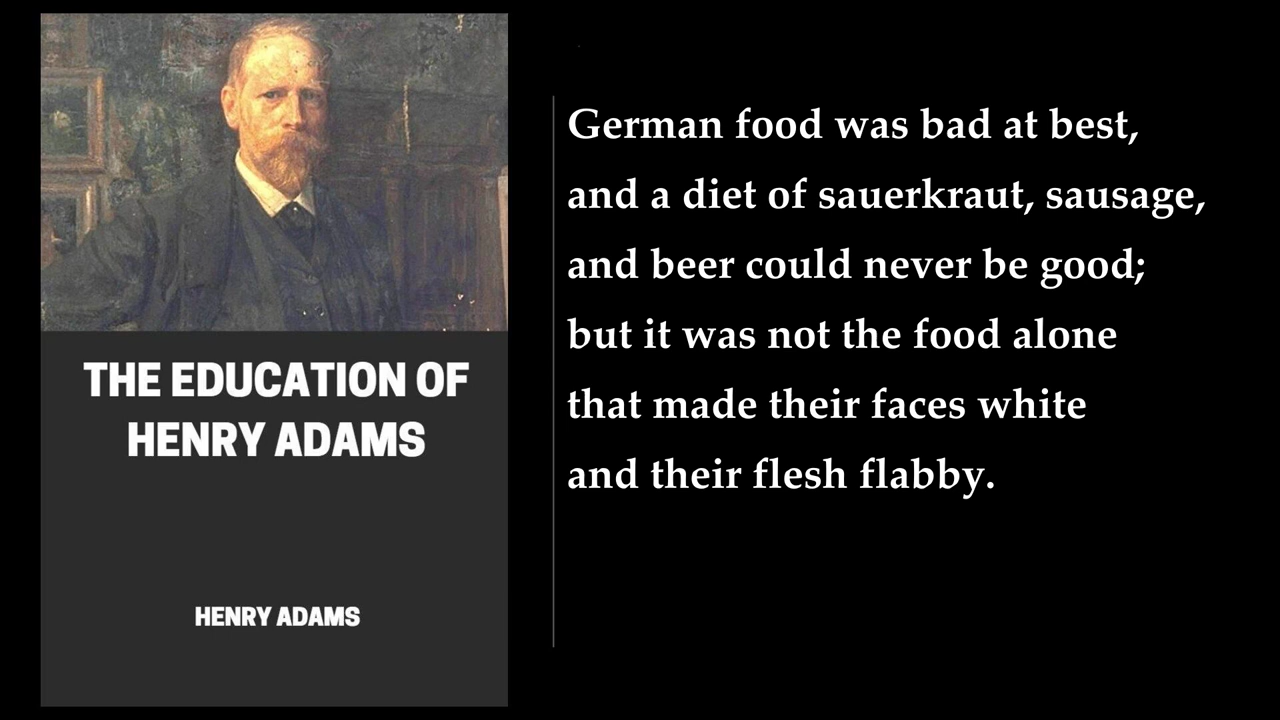 THE EDUCATION OF
HENRY ADAMS
HENRY ADAMS
German food was bad at best,
and a diet of sauerkraut, sausage,
and beer could never be good;
but it was not the food alone
that made their faces white
and their flesh flabby.